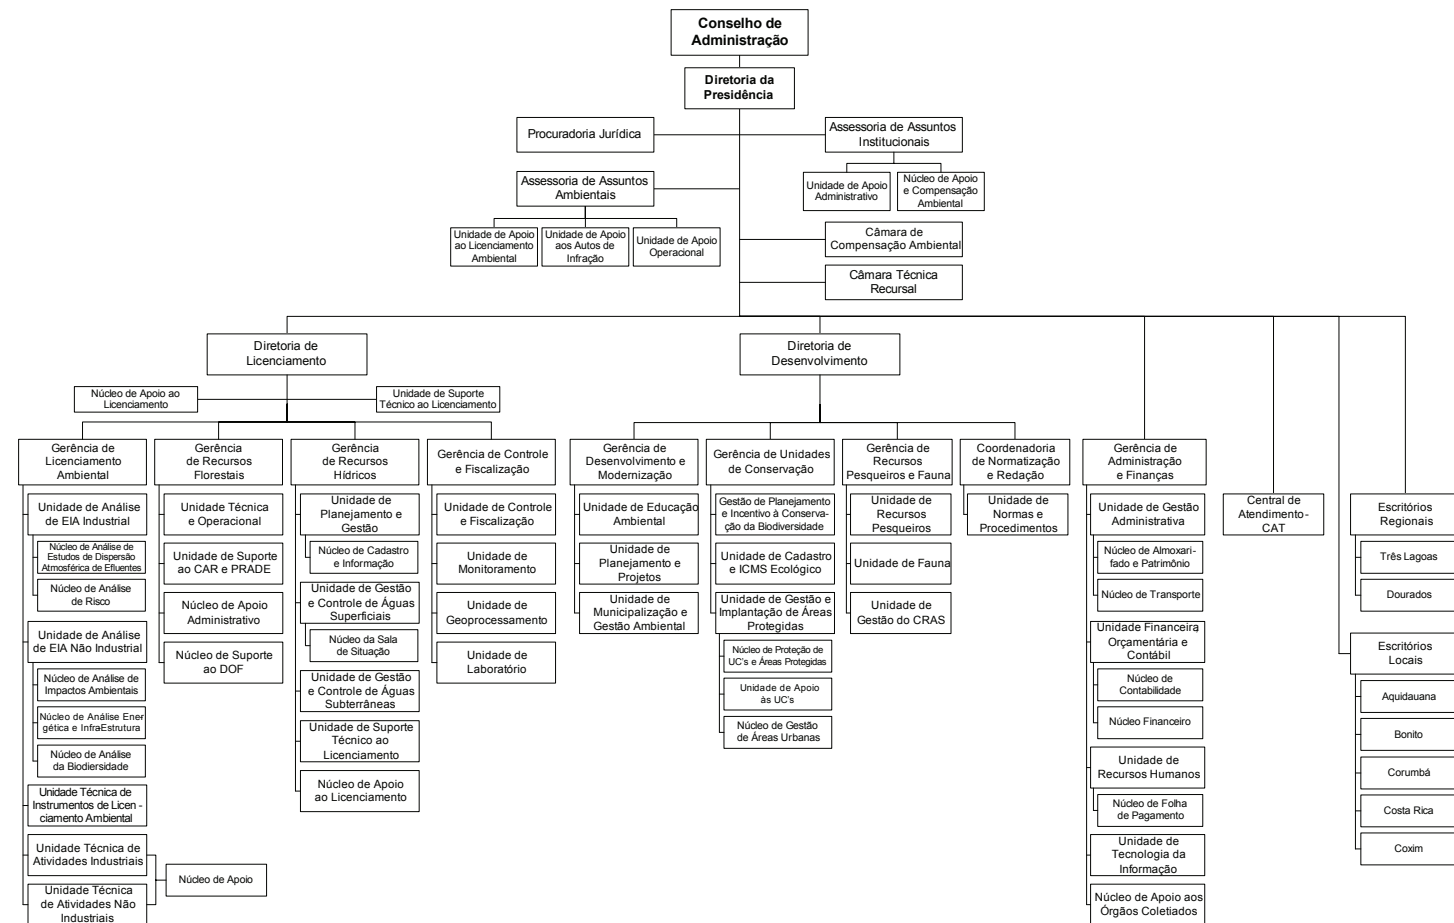 Conselho de
Administração
Diretoria da
Presidência
Procuradoria Jurídica
Assessoria de Assuntos
Institucionais
Assessoria de Assuntos
Ambientais
Unidade de Apoio
Administrativo
Núcleo de Apoio
e Compensação
Ambiental
Unidade de Apoio
ao Licenciamento
Ambiental
Unidade de Apoio
aos Autos de
Infração
Unidade de Apoio
Operacional
Câmara de
Compensação Ambiental
Câmara Técnica
Recursal
Diretoria de
Licenciamento
Diretoria de
Desenvolvimento
Núcleo de Apoio ao
Licenciamento
Unidade de Suporte
Técnico ao Licenciamento
Gerência de
Licenciamento
Ambiental
Unidade de Análise
de EIA Industrial
Núcleo de Análise de
Estudos de Dispersão
Atmosférica de Efluentes
Núcleo de Análise
de Risco
Unidade de Análise
de EIA Não Industrial
Núcleo de Análise de
Impactos Ambientais
Núcleo de Análise Ener-
gética e InfraEstrutura
Núcleo de Análise
da Biodiersidade
Unidade Técnica de
Instrumentos de Licen -
ciamento Ambiental
Unidade Técnica de
Atividades Industriais
Unidade Técnica
de Atividades Não
Industriais
Núcleo de Apoio
Gerência
de Recursos
Florestais
Unidade Técnica
e Operacional
Unidade de Suporte
ao CAR e PRADE
Núcleo de Apoio
Administrativo
Núcleo de Suporte
ao DOF
Gerência
de Recursos
Hídricos
Unidade de
Planejamento e
Gestão
Núcleo de Cadastro
e Informação
Unidade de Gestão
e Controle de Águas
Superficiais
Núcleo da Sala
de Situação
Unidade de Gestão
e Controle de Águas
Subterrâneas
Unidade de Suporte
Técnico ao
Licenciamento
Núcleo de Apoio
ao Licenciamento
Gerência de Controle
e Fiscalização
Unidade de Controle
e Fiscalização
Unidade de
Monitoramento
Unidade de
Geoprocessamento
Unidade de
Laboratório
Gerência de
Desenvolvimento e
Modernização
Unidade de Educação
Ambiental
Unidade de
Planejamento e
Projetos
Unidade de
Municipalização e
Gestão Ambiental
Gerência de Unidades
de Conservação
Gestão de Planejamento
e Incentivo à Conserva-
ção da Biodiversidade
Unidade de Cadastro
e ICMS Ecológico
Unidade de Gestão e
Implantação de Áreas
Protegidas
Núcleo de Proteção de
UC's e Áreas Protegidas
Unidade de Apoio
às UC's
Núcleo de Gestão
de Áreas Urbanas
Gerência de
Recursos
Pesqueiros e Fauna
Unidade de
Recursos
Pesqueiros
Unidade de Fauna
Unidade de
Gestão do CRAS
Coordenadoria
de Normatização
e Redação
Unidade de
Normas e
Procedimentos
Gerência de
Administração
e Finanças
Unidade de Gestão
Administrativa
Núcleo de Almoxari-
fado e Patrimônio
Núcleo de Transporte
Unidade Financeira
Orçamentária e
Contábil
Núcleo de
Contabilidade
Núcleo Financeiro
Unidade de
Recursos Humanos
Núcleo de Folha
de Pagamento
Unidade de
Tecnologia da
Informação
Núcleo de Apoio aos
Órgãos Coletiados
Central de
Atendimento-
CAT
Escritórios
Regionais
Três Lagoas
Dourados
Escritórios
Locais
Aquidauana
Bonito
Corumbá
Costa Rica
Coxim